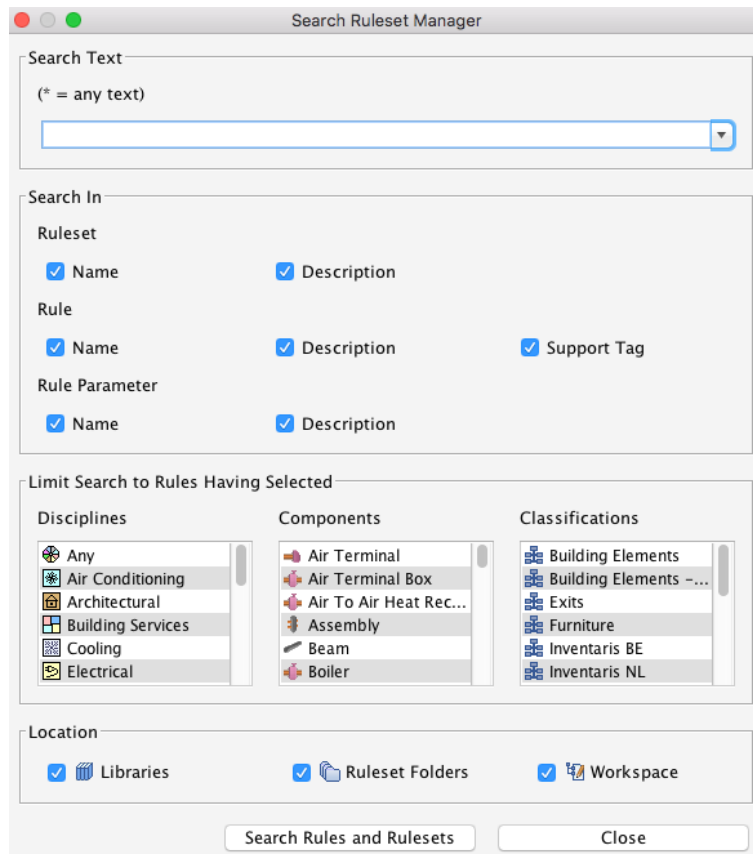 Search Ruleset Manager
Search Text
(* = any text)
Search In
Ruleset
Name Description
Rule
Name Description Support Tag
Rule Parameter
Name Description
Limit Search to Rules Having Selected
Disciplines Components Classifications
Any Air Terminal Building Elements
Air Conditioning Air Terminal Box Building Elements –...
Architectural Air To Air Heat Rec... Exits
Building Services Assembly Furniture
Cooling Beam Inventaris BE
Electrical Boiler Inventaris NL
Location
Libraries Ruleset Folders Workspace
Search Rules and Rulesets Close